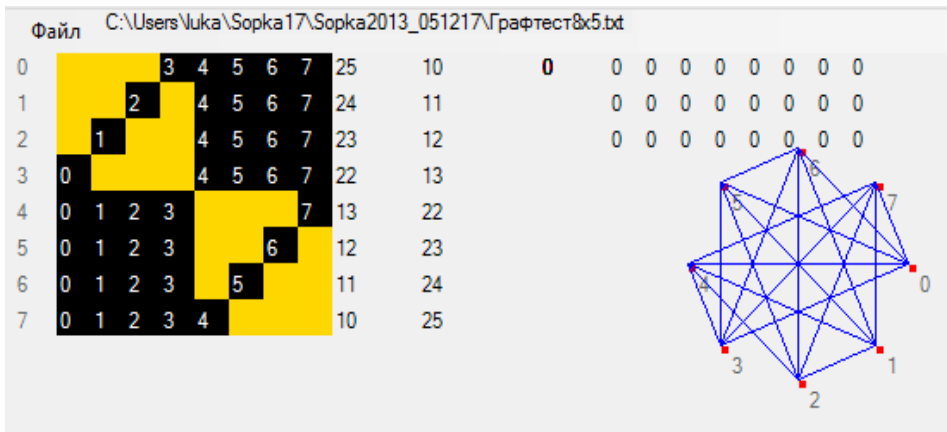 Файл C:\Users\luka\Sopka17\Sopka2013_051217\Графтест8x5.txt
0 3 4 5 6 7 25 10 0 0 0 0 0 0 0 0 0
1 2 4 5 6 7 24 11 0 0 0 0 0 0 0 0
2 1 4 5 6 7 23 12 0 0 0 0 0 0 0 0
3 0 4 5 6 7 22 13
4 0 1 2 3 7 13 22
5 0 1 2 3 6 12 23
6 0 1 2 3 5 11 24
7 0 1 2 3 4 10 25
6
5 7
4 0
3 1
2